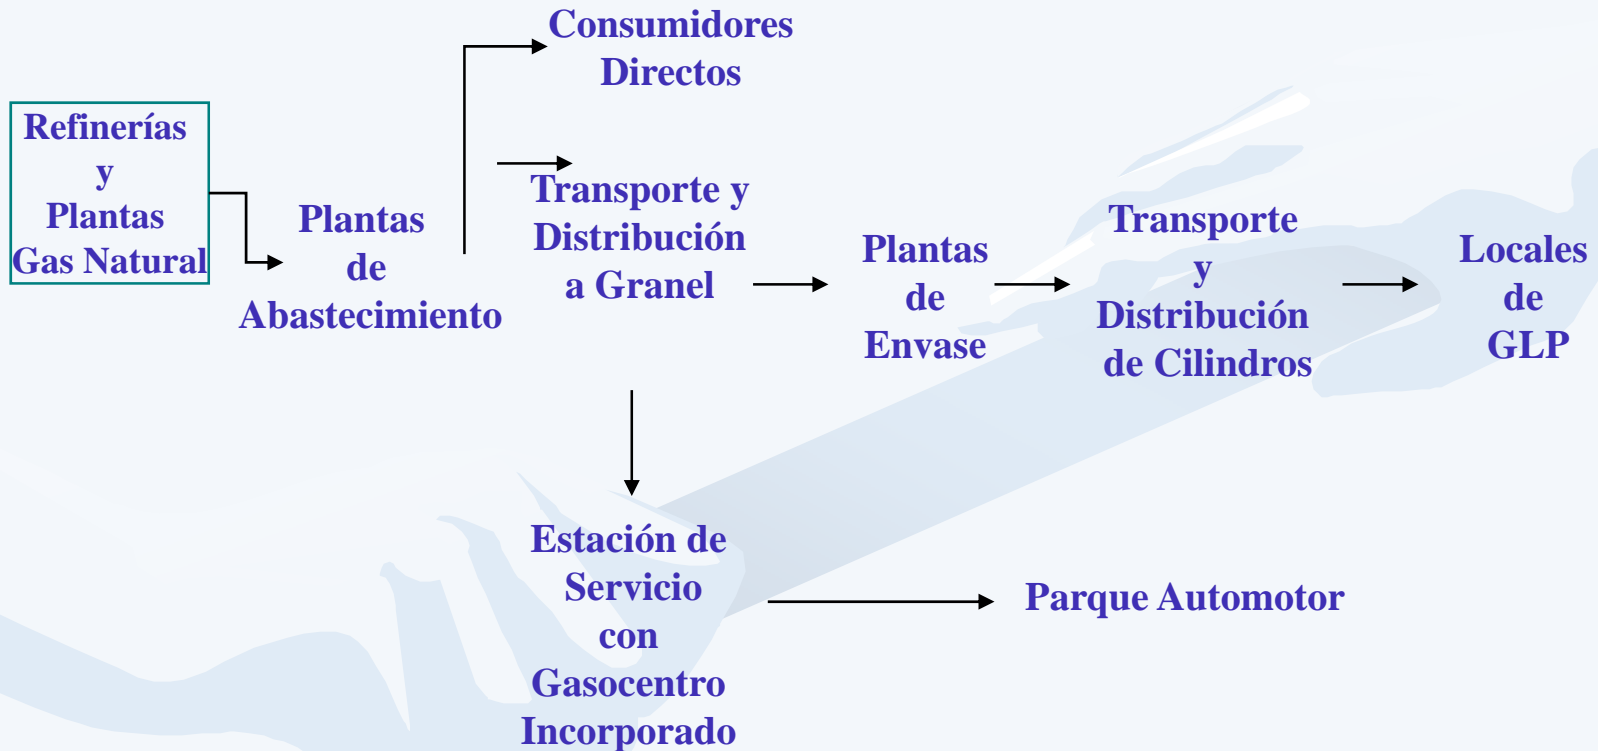 Consumidores
Directos
Refinerías
y
Plantas
Gas Natural
Plantas
de
Abastecimiento
Transporte y
Distribución
a Granel
Plantas
de
Envase
Transporte
y
Distribución
de Cilindros
Locales
de
GLP
Estación de
Servicio
con
Gasocentro
Incorporado
Parque Automotor